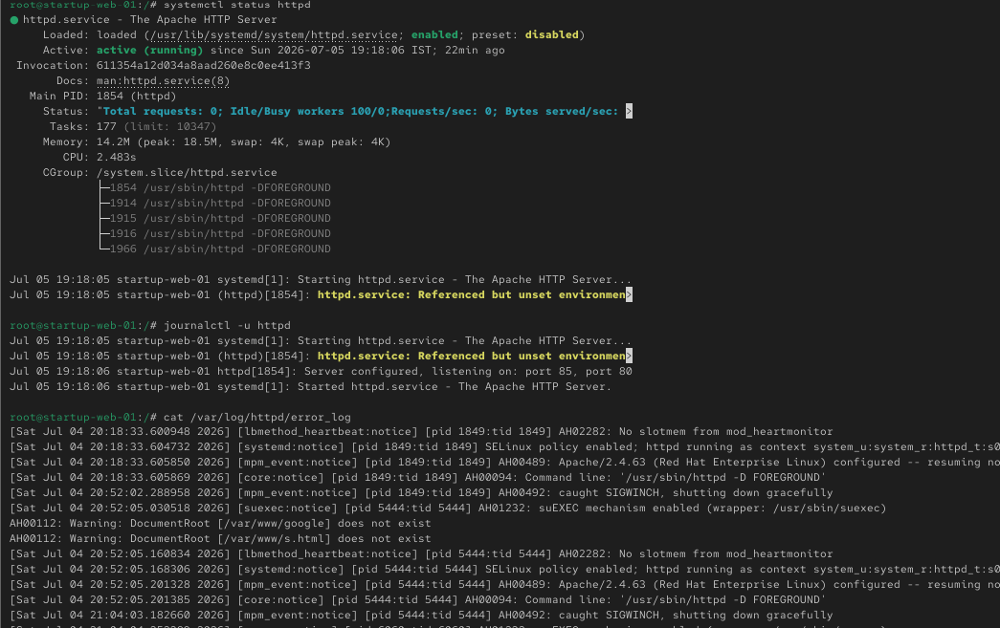 root@startup-web-01:/# systemctl status httpd
● httpd.service - The Apache HTTP Server
Loaded: loaded (/usr/lib/systemd/system/httpd.service; enabled; preset: disabled)
Active: active (running) since Sun 2026-07-05 19:18:06 IST; 22min ago
Invocation: 611354a12d034a8aad260e8c0ee413f3
Docs: man:httpd.service(8)
Main PID: 1854 (httpd)
Status: "Total requests: 0; Idle/Busy workers 100/0;Requests/sec: 0; Bytes served/sec: >
Tasks: 177 (limit: 10347)
Memory: 14.2M (peak: 18.5M, swap: 4K, swap peak: 4K)
CPU: 2.483s
CGroup: /system.slice/httpd.service
├─1854 /usr/sbin/httpd -DFOREGROUND
├─1914 /usr/sbin/httpd -DFOREGROUND
├─1915 /usr/sbin/httpd -DFOREGROUND
├─1916 /usr/sbin/httpd -DFOREGROUND
└─1966 /usr/sbin/httpd -DFOREGROUND
Jul 05 19:18:05 startup-web-01 systemd[1]: Starting httpd.service - The Apache HTTP Server...
Jul 05 19:18:05 startup-web-01 (httpd)[1854]: httpd.service: Referenced but unset environmen>
root@startup-web-01:/# journalctl -u httpd
Jul 05 19:18:05 startup-web-01 systemd[1]: Starting httpd.service - The Apache HTTP Server...
Jul 05 19:18:05 startup-web-01 (httpd)[1854]: httpd.service: Referenced but unset environmen>
Jul 05 19:18:06 startup-web-01 httpd[1854]: Server configured, listening on: port 85, port 80
Jul 05 19:18:06 startup-web-01 systemd[1]: Started httpd.service - The Apache HTTP Server.
root@startup-web-01:/# cat /var/log/httpd/error_log
[Sat Jul 04 20:18:33.600948 2026] [lbmethod_heartbeat:notice] [pid 1849:tid 1849] AH02282: No slotmem from mod_heartmonitor
[Sat Jul 04 20:18:33.604732 2026] [systemd:notice] [pid 1849:tid 1849] SELinux policy enabled; httpd running as context system_u:system_r:httpd_t:s0
[Sat Jul 04 20:18:33.605850 2026] [mpm_event:notice] [pid 1849:tid 1849] AH00489: Apache/2.4.63 (Red Hat Enterprise Linux) configured -- resuming no
[Sat Jul 04 20:18:33.605869 2026] [core:notice] [pid 1849:tid 1849] AH00094: Command line: '/usr/sbin/httpd -D FOREGROUND'
[Sat Jul 04 20:52:02.288958 2026] [mpm_event:notice] [pid 1849:tid 1849] AH00492: caught SIGWINCH, shutting down gracefully
[Sat Jul 04 20:52:05.030518 2026] [suexec:notice] [pid 5444:tid 5444] AH01232: suEXEC mechanism enabled (wrapper: /usr/sbin/suexec)
AH00112: Warning: DocumentRoot [/var/www/google] does not exist
AH00112: Warning: DocumentRoot [/var/www/s.html] does not exist
[Sat Jul 04 20:52:05.160834 2026] [lbmethod_heartbeat:notice] [pid 5444:tid 5444] AH02282: No slotmem from mod_heartmonitor
[Sat Jul 04 20:52:05.168306 2026] [systemd:notice] [pid 5444:tid 5444] SELinux policy enabled; httpd running as context system_u:system_r:httpd_t:s0
[Sat Jul 04 20:52:05.201328 2026] [mpm_event:notice] [pid 5444:tid 5444] AH00489: Apache/2.4.63 (Red Hat Enterprise Linux) configured -- resuming no
[Sat Jul 04 20:52:05.201385 2026] [core:notice] [pid 5444:tid 5444] AH00094: Command line: '/usr/sbin/httpd -D FOREGROUND'
[Sat Jul 04 21:04:03.182660 2026] [mpm_event:notice] [pid 5444:tid 5444] AH00492: caught SIGWINCH, shutting down gracefully